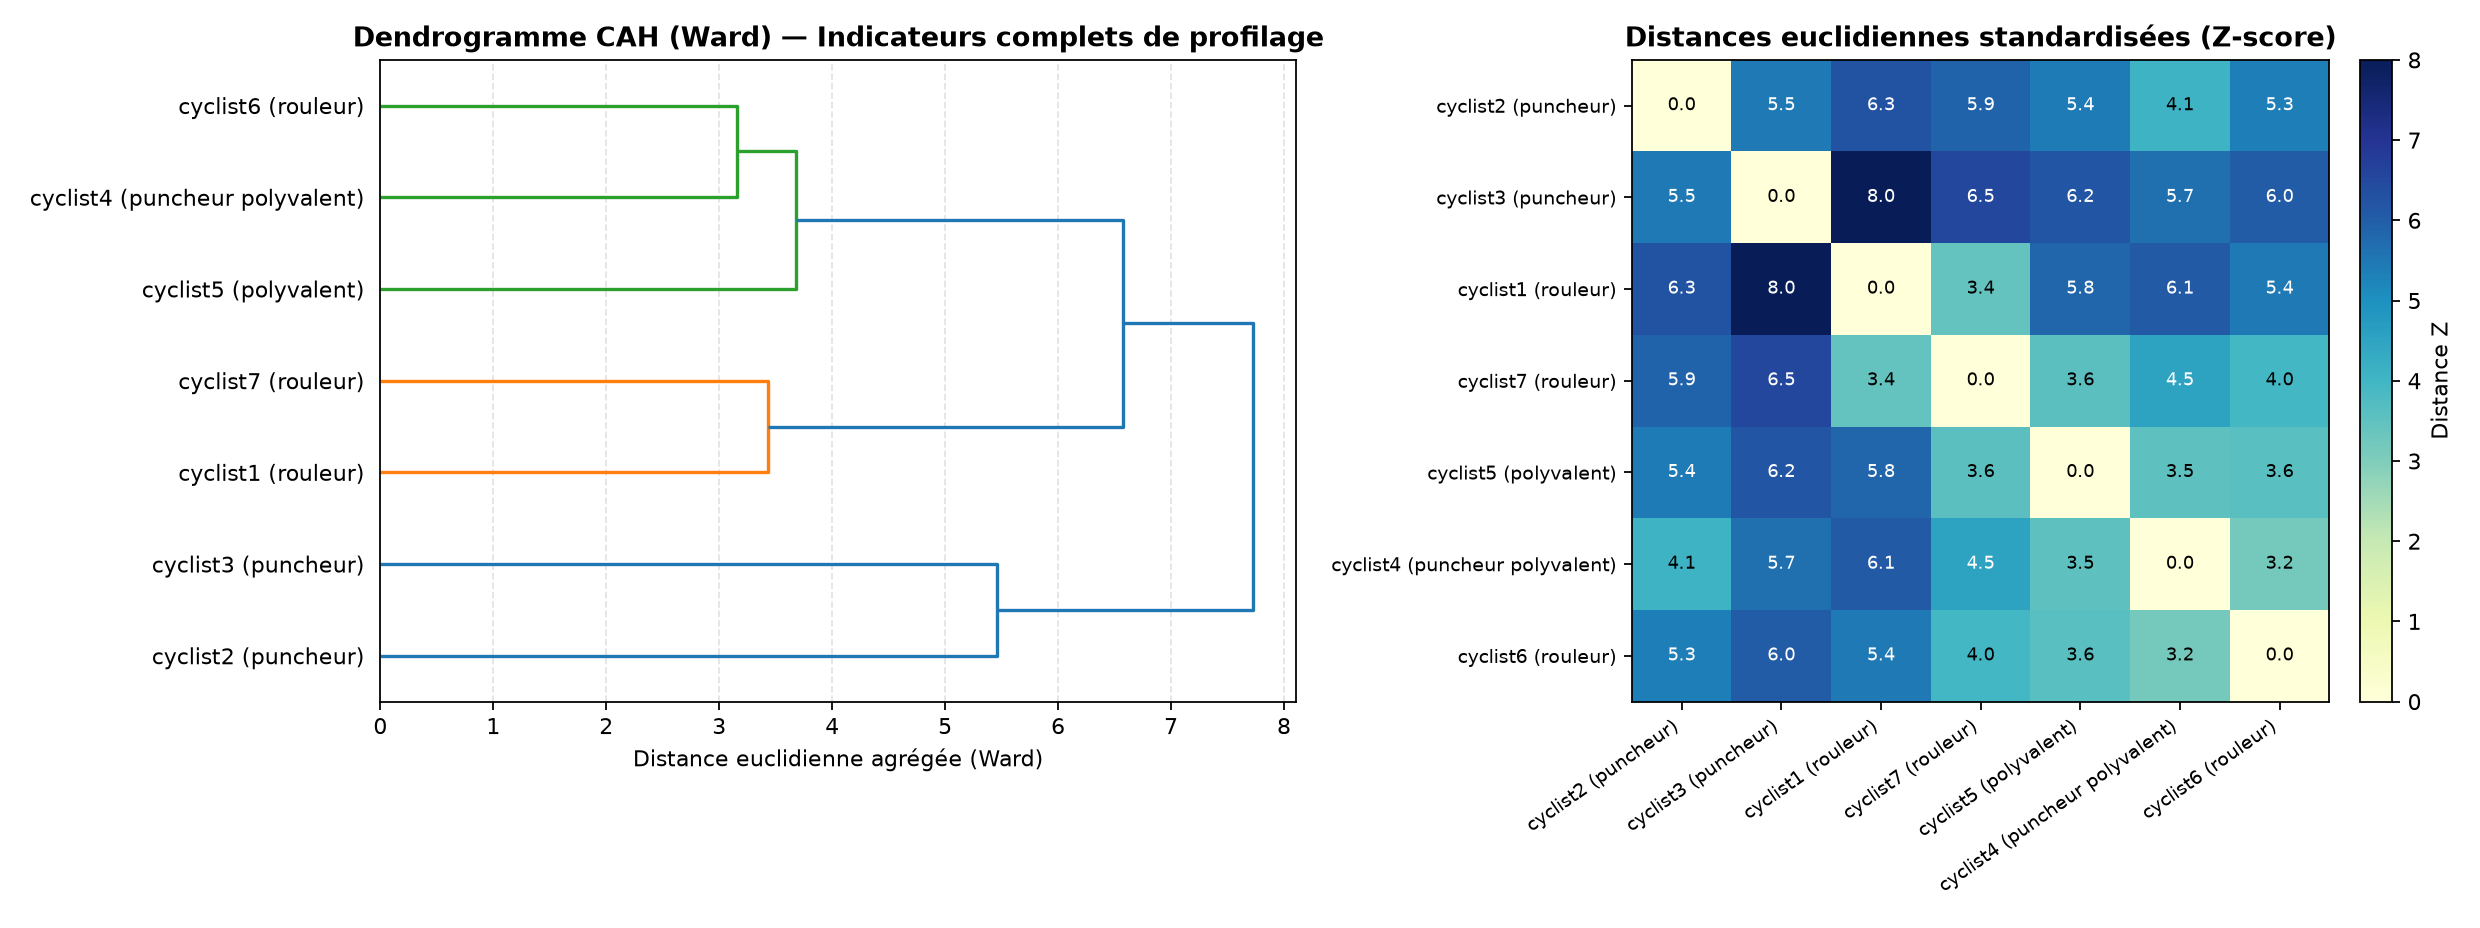 Dendrogramme CAH (Ward) — Indicateurs complets de profilage
cyclist6 (rouleur)
cyclist4 (puncheur polyvalent)
cyclist5 (polyvalent)
cyclist7 (rouleur)
cyclist1 (rouleur)
cyclist3 (puncheur)
cyclist2 (puncheur)
0 1 2 3 4 5 6 7 8
Distance euclidienne agrégée (Ward)
Distances euclidiennes standardisées (Z-score)
cyclist2 (puncheur) 0.0 5.5 6.3 5.9 5.4 4.1 5.3
cyclist3 (puncheur) 5.5 0.0 8.0 6.5 6.2 5.7 6.0
cyclist1 (rouleur) 6.3 8.0 0.0 3.4 5.8 6.1 5.4
cyclist7 (rouleur) 5.9 6.5 3.4 0.0 3.6 4.5 4.0
cyclist5 (polyvalent) 5.4 6.2 5.8 3.6 0.0 3.5 3.6
cyclist4 (puncheur polyvalent) 4.1 5.7 6.1 4.5 3.5 0.0 3.2
cyclist6 (rouleur) 5.3 6.0 5.4 4.0 3.6 3.2 0.0
cyclist2 (puncheur)
cyclist3 (puncheur)
cyclist1 (rouleur)
cyclist7 (rouleur)
cyclist5 (polyvalent)
cyclist4 (puncheur polyvalent)
cyclist6 (rouleur)
8
7
6
5
4
3
2
1
0
Distance Z